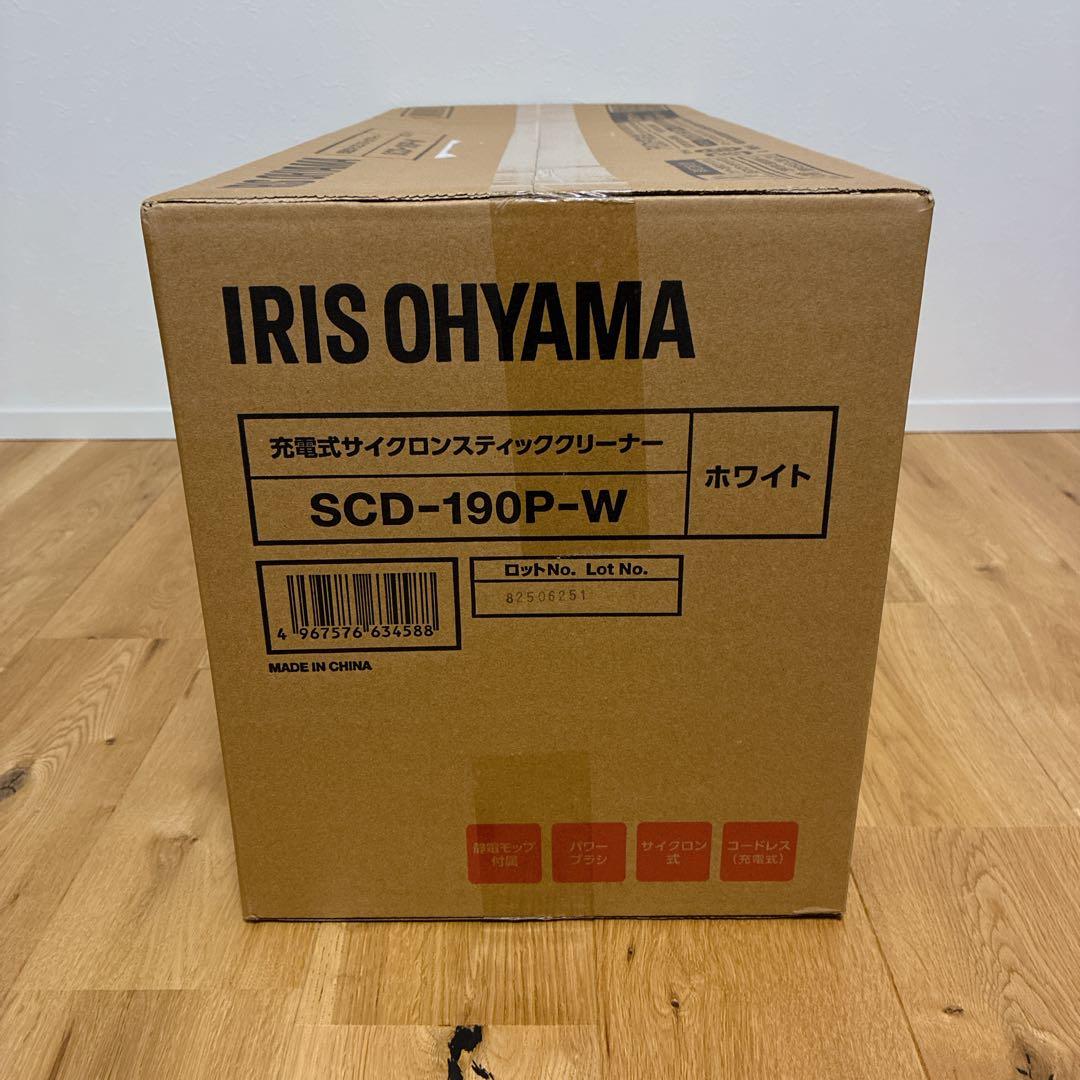 IRIS OHYAMA
IRIS OHYAMA
充電式サイクロンスティッククリーナー
SCD-190P-W
ホワイト
ロットNo. Lot No.
82506251
4 967576 634588
MADE IN CHINA
静電モップ
付属
パワー
ブラシ
サイクロン
式
コードレス
(充電式)